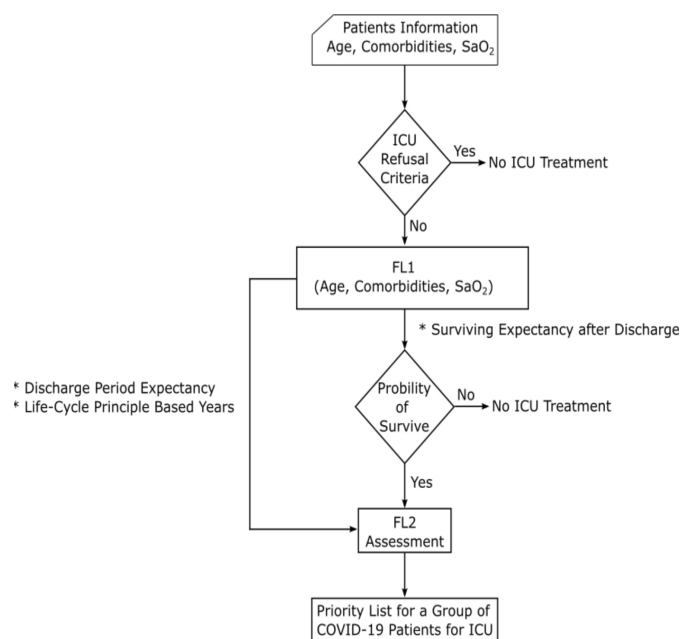 Patients Information
Age, Comorbidities, SaO₂
ICU
Refusal
Criteria
Yes
No ICU Treatment
No
FL1
(Age, Comorbidities, SaO₂)
* Surviving Expectancy after Discharge
* Discharge Period Expectancy
* Life-Cycle Principle Based Years
Probility
of
Survive
No
No ICU Treatment
Yes
FL2
Assessment
Priority List for a Group of
COVID-19 Patients for ICU